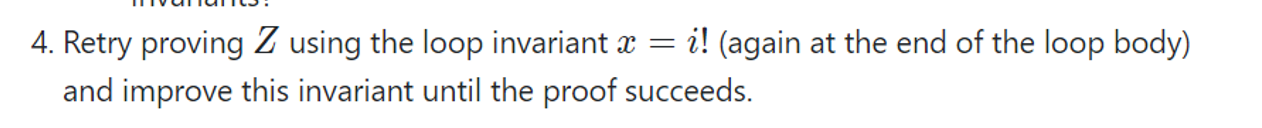 invariants?
4. Retry proving Z using the loop invariant x = i! (again at the end of the loop body)
and improve this invariant until the proof succeeds.